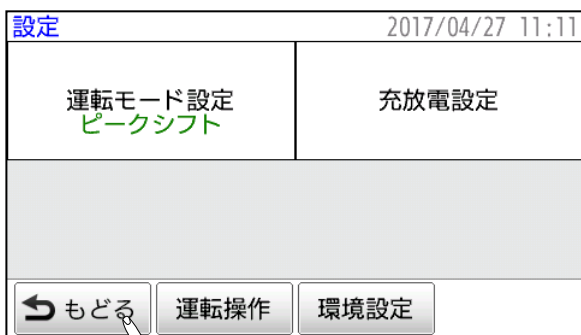 設定 2017/04/27 11:11
運転モード設定 充放電設定
ピークシフト
もどる 運転操作 環境設定